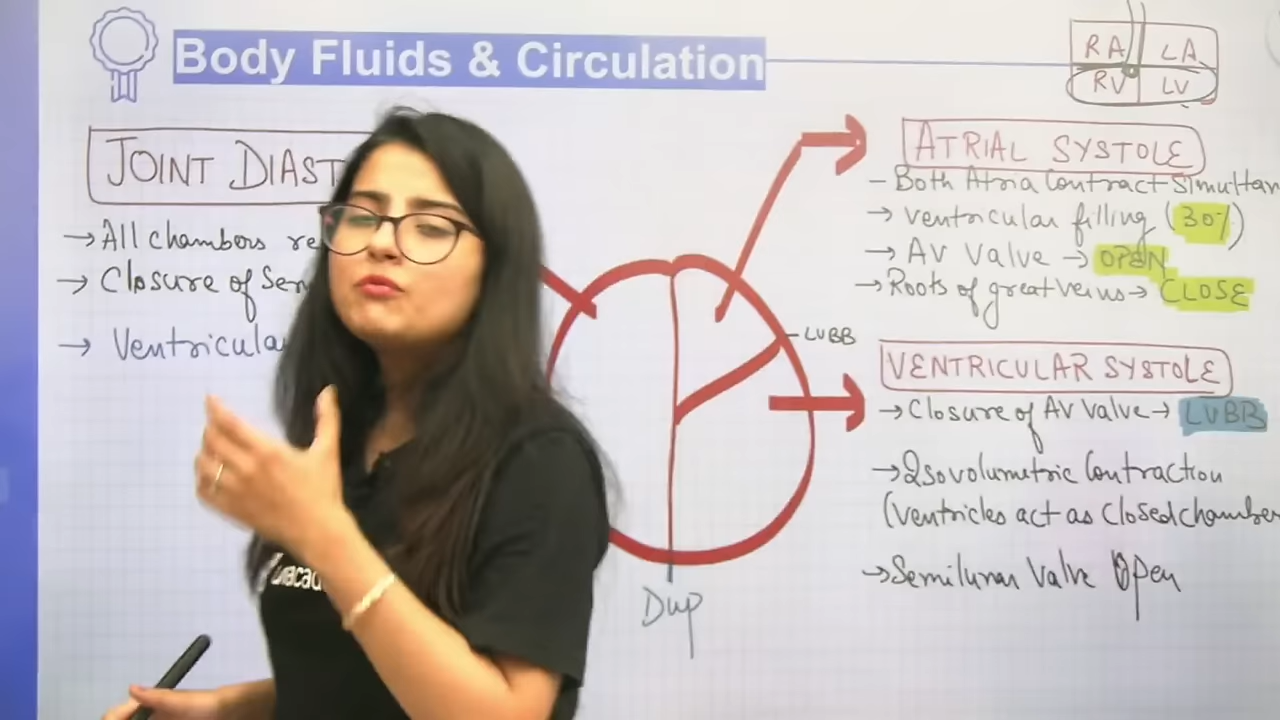 Body Fluids & Circulation
RA LA
RV LV
JOINT DIAST
→ All chambers re
→ Closure of Sem
→ Ventricular
LUBB
Dup
ATRIAL SYSTOLE
- Both Atria Contract Simultan
→ Ventricular filling (30%)
→ AV Valve → OPEN
→ Roots of great veins → CLOSE
VENTRICULAR SYSTOLE
→ Closure of AV Valve → LUBB
→ Isovolumetric Contraction
(Ventricles act as Closed chamber
→ Semilunar Valve Open
unacad